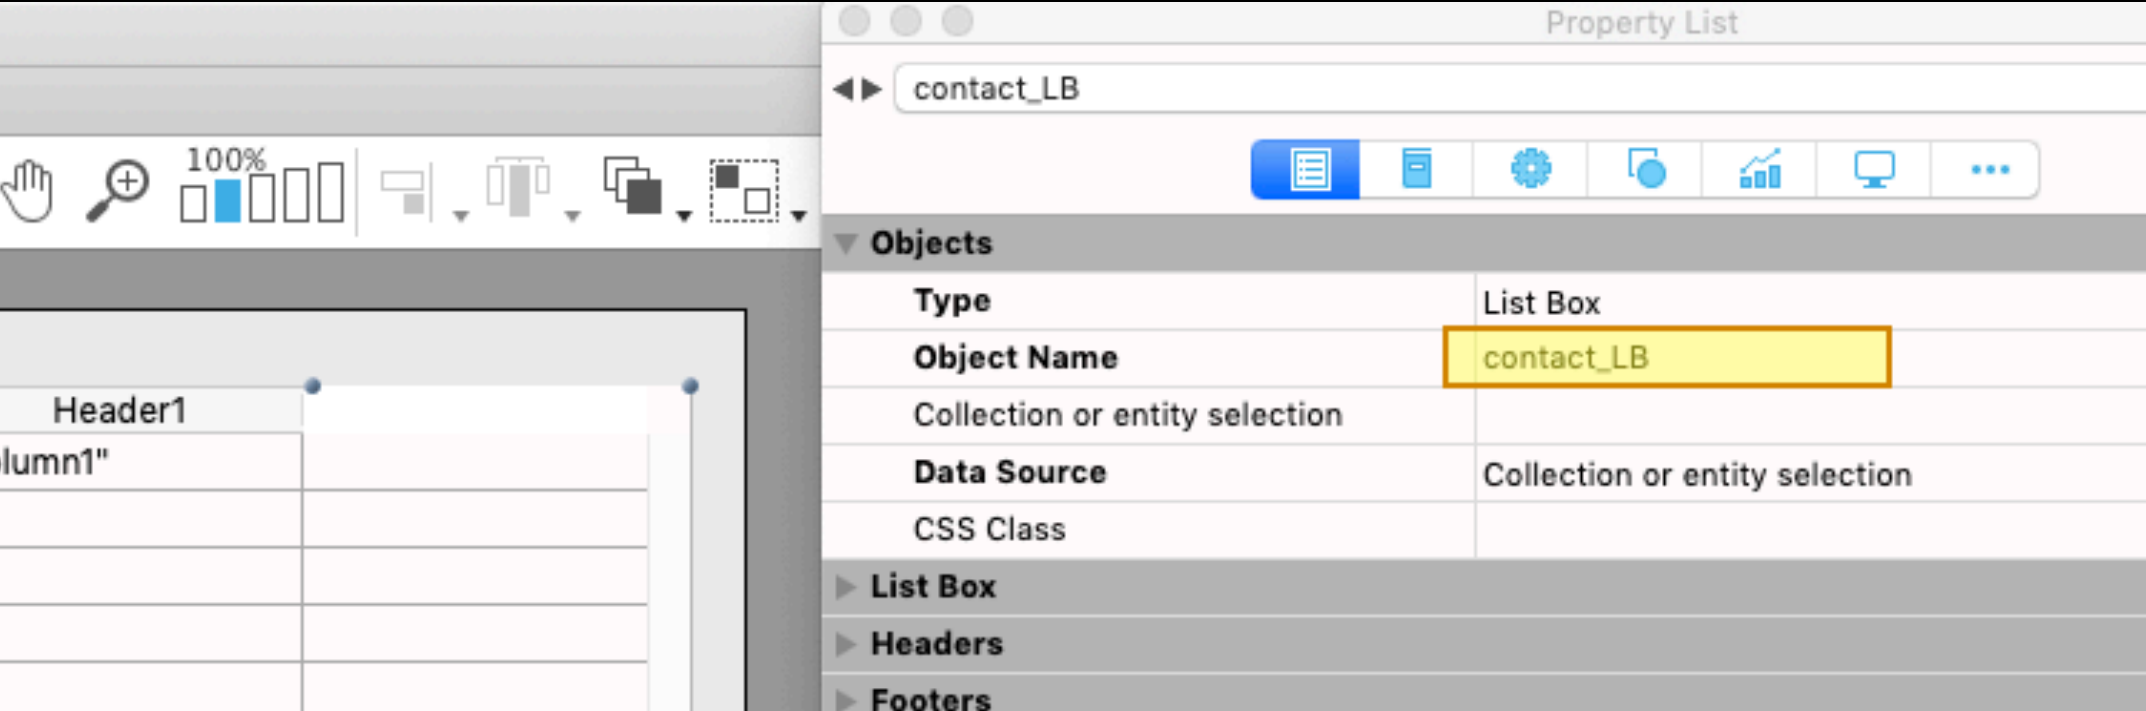 Property List
contact_LB
100%
Objects
Type List Box
Object Name contact_LB
Collection or entity selection
Data Source Collection or entity selection
CSS Class
List Box
Headers
Footers
Header1
lumn1"